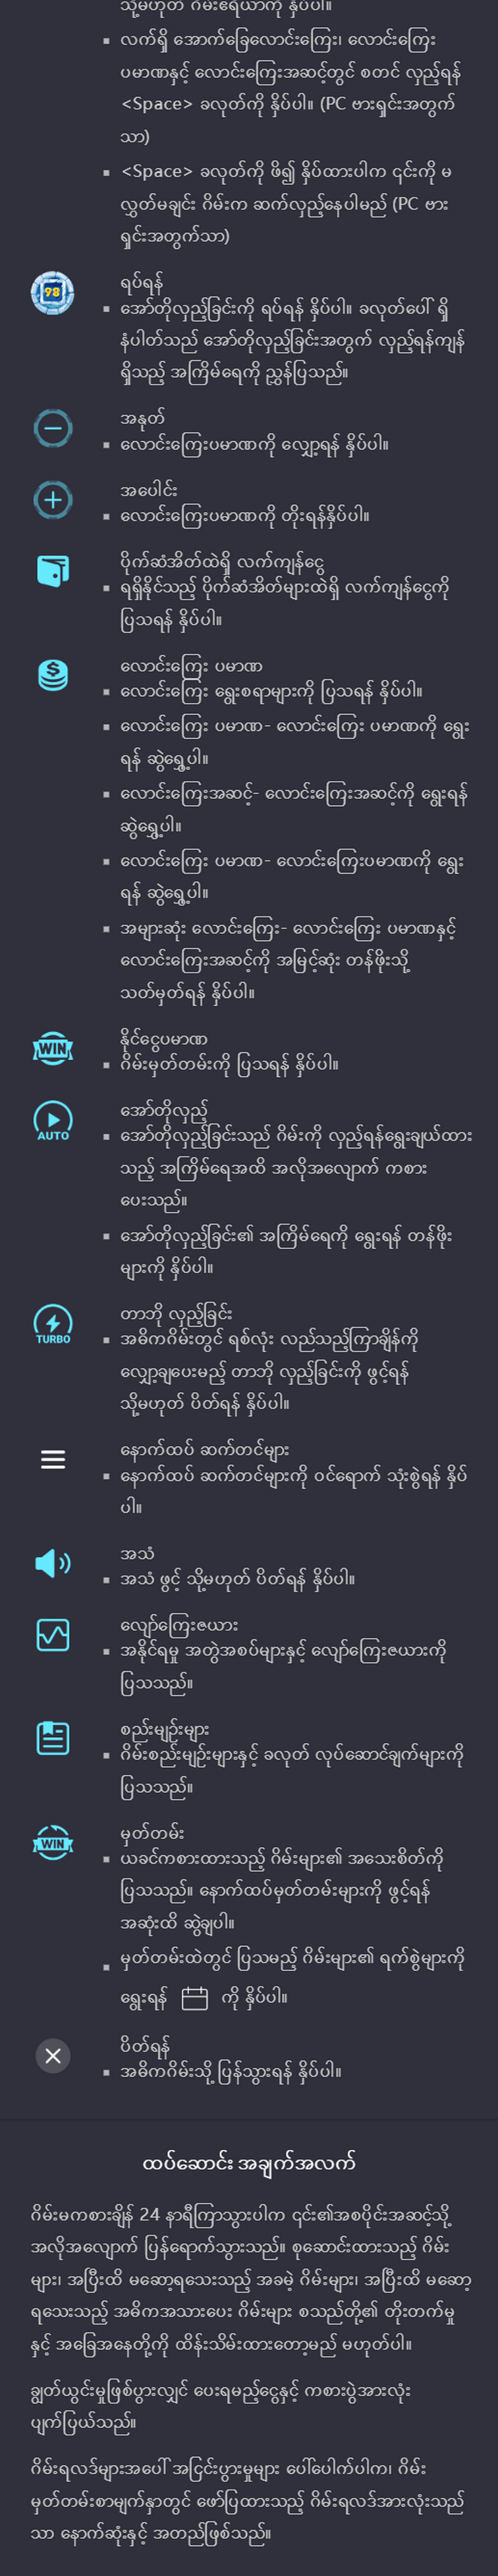 သို့မဟုတ် ဂိမ်းဧရိယာကို နှိပ်ပါ။
လက်ရှိ အောက်ခြေလောင်းကြေး၊ လောင်းကြေး
ပမာဏနှင့် လောင်းကြေးအဆင့်တွင် စတင် လှည့်ရန်
<Space> ခလုတ်ကို နှိပ်ပါ။ (PC ဗားရှင်းအတွက်
သာ)
<Space> ခလုတ်ကို ဖိ၍ နှိပ်ထားပါက ၎င်းကို မ
လွှတ်မချင်း ဂိမ်းက ဆက်လှည့်နေပါမည် (PC ဗား
ရှင်းအတွက်သာ)
98
ရပ်ရန်
အော်တိုလှည့်ခြင်းကို ရပ်ရန် နှိပ်ပါ။ ခလုတ်ပေါ် ရှိ
နံပါတ်သည် အော်တိုလှည့်ခြင်းအတွက် လှည့်ရန်ကျန်
ရှိသည့် အကြိမ်ရေကို ညွှန်ပြသည်။
အနုတ်
လောင်းကြေးပမာဏကို လျှော့ရန် နှိပ်ပါ။
အပေါင်း
လောင်းကြေးပမာဏကို တိုးရန်နှိပ်ပါ။
ပိုက်ဆံအိတ်ထဲရှိ လက်ကျန်ငွေ
ရရှိနိုင်သည့် ပိုက်ဆံအိတ်များထဲရှိ လက်ကျန်ငွေကို
ပြသရန် နှိပ်ပါ။
လောင်းကြေး ပမာဏ
လောင်းကြေး ရွေးစရာများကို ပြသရန် နှိပ်ပါ။
လောင်းကြေး ပမာဏ- လောင်းကြေး ပမာဏကို ရွေး
ရန် ဆွဲရွှေ့ပါ။
လောင်းကြေးအဆင့်- လောင်းကြေးအဆင့်ကို ရွေးရန်
ဆွဲရွှေ့ပါ။
လောင်းကြေး ပမာဏ- လောင်းကြေးပမာဏကို ရွေး
ရန် ဆွဲရွှေ့ပါ။
အများဆုံး လောင်းကြေး- လောင်းကြေး ပမာဏနှင့်
လောင်းကြေးအဆင့်ကို အမြင့်ဆုံး တန်ဖိုးသို့
သတ်မှတ်ရန် နှိပ်ပါ။
WIN
နိုင်ငွေပမာဏ
ဂိမ်းမှတ်တမ်းကို ပြသရန် နှိပ်ပါ။
AUTO
အော်တိုလှည့်
အော်တိုလှည့်ခြင်းသည် ဂိမ်းကို လှည့်ရန်ရွေးချယ်ထား
သည့် အကြိမ်ရေအထိ အလိုအလျောက် ကစား
ပေးသည်။
အော်တိုလှည့်ခြင်း၏ အကြိမ်ရေကို ရွေးရန် တန်ဖိုး
များကို နှိပ်ပါ။
TURBO
တာဘို လှည့်ခြင်း
အဓိကဂိမ်းတွင် ရစ်လုံး လည်သည့်ကြာချိန်ကို
လျှော့ချပေးမည့် တာဘို လှည့်ခြင်းကို ဖွင့်ရန်
သို့မဟုတ် ပိတ်ရန် နှိပ်ပါ။
နောက်ထပ် ဆက်တင်များ
နောက်ထပ် ဆက်တင်များကို ဝင်ရောက် သုံးစွဲရန် နှိပ်
ပါ။
အသံ
အသံ ဖွင့် သို့မဟုတ် ပိတ်ရန် နှိပ်ပါ။
လျော်ကြေးဇယား
အနိုင်ရမှု အတွဲအစပ်များနှင့် လျော်ကြေးဇယားကို
ပြသသည်။
စည်းမျဉ်းများ
ဂိမ်းစည်းမျဉ်းများနှင့် ခလုတ် လုပ်ဆောင်ချက်များကို
ပြသသည်။
WIN
မှတ်တမ်း
ယခင်ကစားထားသည့် ဂိမ်းများ၏ အသေးစိတ်ကို
ပြသသည်။ နောက်ထပ်မှတ်တမ်းများကို ဖွင့်ရန်
အဆုံးထိ ဆွဲချပါ။
မှတ်တမ်းထဲတွင် ပြသမည့် ဂိမ်းများ၏ ရက်စွဲများကို
ရွေးရန် ကို နှိပ်ပါ။
ပိတ်ရန်
အဓိကဂိမ်းသို့ ပြန်သွားရန် နှိပ်ပါ။
ထပ်ဆောင်း အချက်အလက်
ဂိမ်းမကစားချိန် 24 နာရီကြာသွားပါက ၎င်း၏အစပိုင်းအဆင့်သို့
အလိုအလျောက် ပြန်ရောက်သွားသည်။ စုဆောင်းထားသည့် ဂိမ်း
များ၊ အပြီးထိ မဆော့ရသေးသည့် အခမဲ့ ဂိမ်းများ၊ အပြီးထိ မဆော့
ရသေးသည့် အဓိကအသားပေး ဂိမ်းများ စသည်တို့၏ တိုးတက်မှု
နှင့် အခြေအနေတို့ကို ထိန်းသိမ်းထားတော့မည် မဟုတ်ပါ။
ချွတ်ယွင်းမှုဖြစ်ပွားလျှင် ပေးရမည့်ငွေနှင့် ကစားပွဲအားလုံး
ပျက်ပြယ်သည်။
ဂိမ်းရလဒ်များအပေါ် အငြင်းပွားမှုများ ပေါ်ပေါက်ပါက၊ ဂိမ်း
မှတ်တမ်းစာမျက်နှာတွင် ဖော်ပြထားသည့် ဂိမ်းရလဒ်အားလုံးသည်
သာ နောက်ဆုံးနှင့် အတည်ဖြစ်သည်။